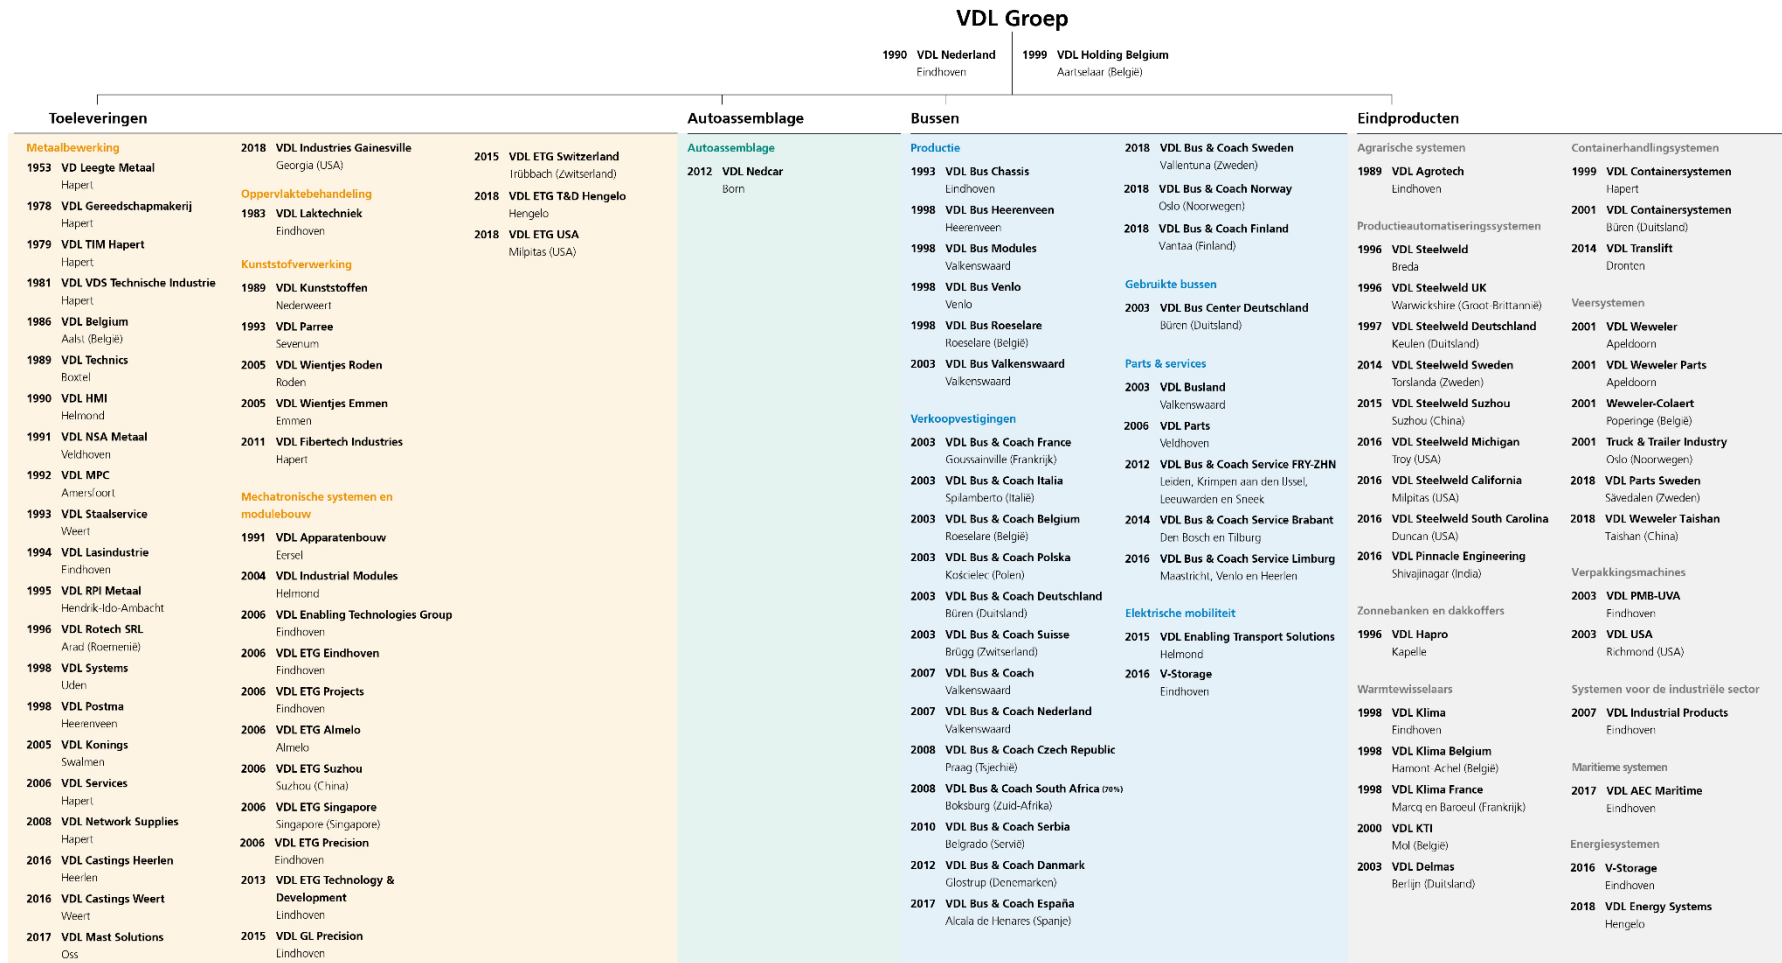 VDL Groep
1990 VDL Nederland
Eindhoven
1999 VDL Holding Belgium
Aartselaar (België)
Toeleveringen
Metaalbewerking
1953 VD Leegte Metaal
Hapert
1978 VDL Gereedschapmakerij
Hapert
1979 VDL TIM Hapert
Hapert
1981 VDL VDS Technische Industrie
Hapert
1986 VDL Belgium
Aalst (België)
1989 VDL Technics
Boxtel
1990 VDL HMI
Helmond
1991 VDL NSA Metaal
Veldhoven
1992 VDL MPC
Amersfoort
1993 VDL Staalservice
Weert
1994 VDL Lasindustrie
Eindhoven
1995 VDL RPI Metaal
Hendrik-Ido-Ambacht
1996 VDL Rotech SRL
Arad (Roemenië)
1998 VDL Systems
Uden
1998 VDL Postma
Heerenveen
2005 VDL Konings
Swalmen
2006 VDL Services
Hapert
2008 VDL Network Supplies
Hapert
2016 VDL Castings Heerlen
Heerlen
2016 VDL Castings Weert
Weert
2017 VDL Mast Solutions
Oss
2018 VDL Industries Gainesville
Georgia (USA)
Oppervlaktebehandeling
1983 VDL Laktechniek
Eindhoven
Kunststofverwerking
1989 VDL Kunststoffen
Nederweert
1993 VDL Parree
Sevenum
2005 VDL Wientjes Roden
Roden
2005 VDL Wientjes Emmen
Emmen
2011 VDL Fibertech Industries
Hapert
Mechatronische systemen en
modulebouw
1991 VDL Apparatenbouw
Eersel
2004 VDL Industrial Modules
Helmond
2006 VDL Enabling Technologies Group
Eindhoven
2006 VDL ETG Eindhoven
Eindhoven
2006 VDL ETG Projects
Eindhoven
2006 VDL ETG Almelo
Almelo
2006 VDL ETG Suzhou
Suzhou (China)
2006 VDL ETG Singapore
Singapore (Singapore)
2006 VDL ETG Precision
Eindhoven
2013 VDL ETG Technology &
Development
Eindhoven
2015 VDL GL Precision
Eindhoven
2015 VDL ETG Switzerland
Trübbach (Zwitserland)
2018 VDL ETG T&D Hengelo
Hengelo
2018 VDL ETG USA
Milpitas (USA)
Autoassemblage
Autoassemblage
2012 VDL Nedcar
Born
Bussen
Productie
1993 VDL Bus Chassis
Eindhoven
1998 VDL Bus Heerenveen
Heerenveen
1998 VDL Bus Modules
Valkenswaard
1998 VDL Bus Venlo
Venlo
1998 VDL Bus Roeselare
Roeselare (België)
2003 VDL Bus Valkenswaard
Valkenswaard
Verkoopvestigingen
2003 VDL Bus & Coach France
Goussainville (Frankrijk)
2003 VDL Bus & Coach Italia
Spilamberto (Italië)
2003 VDL Bus & Coach Belgium
Roeselare (België)
2003 VDL Bus & Coach Polska
Kościelec (Polen)
2003 VDL Bus & Coach Deutschland
Büren (Duitsland)
2003 VDL Bus & Coach Suisse
Brügg (Zwitserland)
2007 VDL Bus & Coach
Valkenswaard
2007 VDL Bus & Coach Nederland
Valkenswaard
2008 VDL Bus & Coach Czech Republic
Praag (Tsjechië)
2008 VDL Bus & Coach South Africa (70%)
Boksburg (Zuid-Afrika)
2010 VDL Bus & Coach Serbia
Belgrado (Servië)
2012 VDL Bus & Coach Danmark
Glostrup (Denemarken)
2017 VDL Bus & Coach España
Alcala de Henares (Spanje)
2018 VDL Bus & Coach Sweden
Vallentuna (Zweden)
2018 VDL Bus & Coach Norway
Oslo (Noorwegen)
2018 VDL Bus & Coach Finland
Vantaa (Finland)
Gebruikte bussen
2003 VDL Bus Center Deutschland
Büren (Duitsland)
Parts & services
2003 VDL Busland
Valkenswaard
2006 VDL Parts
Veldhoven
2012 VDL Bus & Coach Service FRY-ZHN
Leiden, Krimpen aan den IJssel,
Leeuwarden en Sneek
2014 VDL Bus & Coach Service Brabant
Den Bosch en Tilburg
2016 VDL Bus & Coach Service Limburg
Maastricht, Venlo en Heerlen
Elektrische mobiliteit
2015 VDL Enabling Transport Solutions
Helmond
2016 V-Storage
Eindhoven
Eindproducten
Agrarische systemen
1989 VDL Agrotech
Eindhoven
Productieautomatiseringssystemen
1996 VDL Steelweld
Breda
1996 VDL Steelweld UK
Warwickshire (Groot-Brittannië)
1997 VDL Steelweld Deutschland
Keulen (Duitsland)
2014 VDL Steelweld Sweden
Torslanda (Zweden)
2015 VDL Steelweld Suzhou
Suzhou (China)
2016 VDL Steelweld Michigan
Troy (USA)
2016 VDL Steelweld California
Milpitas (USA)
2016 VDL Steelweld South Carolina
Duncan (USA)
2016 VDL Pinnacle Engineering
Shivajinagar (India)
Zonnebanken en dakkoffers
1996 VDL Hapro
Kapelle
Warmtewisselaars
1998 VDL Klima
Eindhoven
1998 VDL Klima Belgium
Hamont-Achel (België)
1998 VDL Klima France
Marcq en Baroeul (Frankrijk)
2000 VDL KTI
Mol (België)
2003 VDL Delmas
Berlijn (Duitsland)
Containerhandlingsystemen
1999 VDL Containersystemen
Hapert
2001 VDL Containersystemen
Büren (Duitsland)
2014 VDL Translift
Dronten
Veersystemen
2001 VDL Weweler
Apeldoorn
2001 VDL Weweler Parts
Apeldoorn
2001 Weweler-Colaert
Poperinge (België)
2001 Truck & Trailer Industry
Oslo (Noorwegen)
2018 VDL Parts Sweden
Sävedalen (Zweden)
2018 VDL Weweler Taishan
Taishan (China)
Verpakkingsmachines
2003 VDL PMB-UVA
Eindhoven
2003 VDL USA
Richmond (USA)
Systemen voor de industriële sector
2007 VDL Industrial Products
Eindhoven
Maritieme systemen
2017 VDL AEC Maritime
Eindhoven
Energiesystemen
2016 V-Storage
Eindhoven
2018 VDL Energy Systems
Hengelo